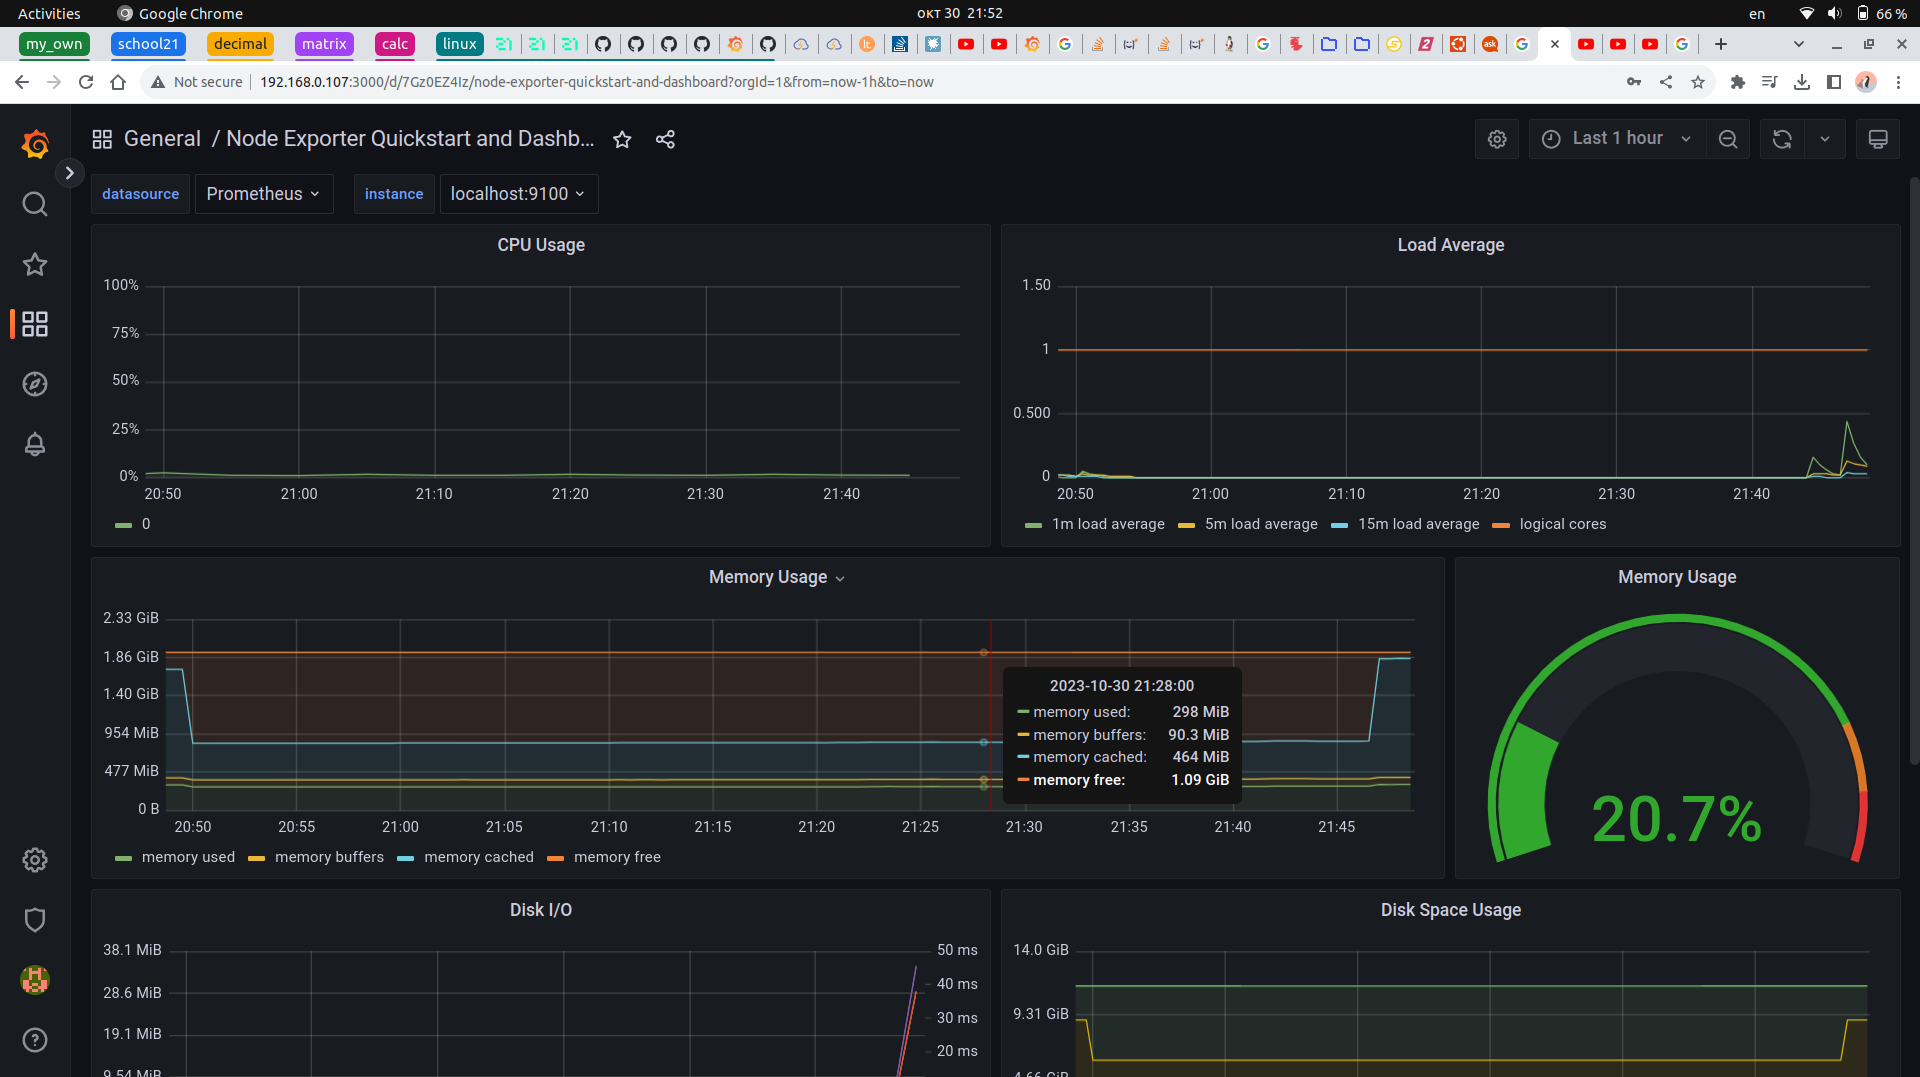 Activities
Google Chrome
окт 30 21:52
en
66 %
my_own
school21
decimal
matrix
calc
linux
Not secure
192.168.0.107:3000/d/7Gz0EZ4Iz/node-exporter-quickstart-and-dashboard?orgId=1&from=now-1h&to=now
General / Node Exporter Quickstart and Dashb...
Last 1 hour
datasource
Prometheus
instance
localhost:9100
CPU Usage
100%
75%
50%
25%
0%
20:50 21:00 21:10 21:20 21:30 21:40
0
Load Average
1.50
1
0.500
0
20:50 21:00 21:10 21:20 21:30 21:40
1m load average 5m load average 15m load average logical cores
Memory Usage
2.33 GiB
1.86 GiB
1.40 GiB
954 MiB
477 MiB
0 B
20:50 20:55 21:00 21:05 21:10 21:15 21:20 21:25 21:30 21:35 21:40 21:45
memory used memory buffers memory cached memory free
2023-10-30 21:28:00
memory used: 298 MiB
memory buffers: 90.3 MiB
memory cached: 464 MiB
memory free: 1.09 GiB
Memory Usage
20.7%
Disk I/O
38.1 MiB
28.6 MiB
19.1 MiB
9.54 MiB
50 ms
40 ms
30 ms
20 ms
Disk Space Usage
14.0 GiB
9.31 GiB
4.66 GiB